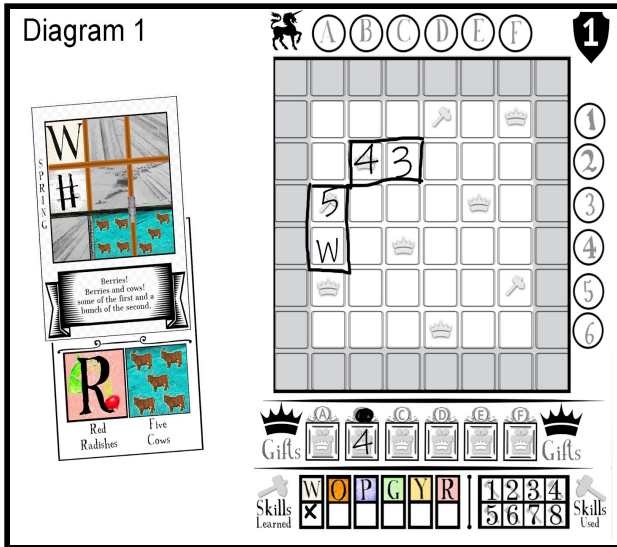 Diagram 1
A B C D E F
1
W
#
SPRING
Berries!
Berries and cows!
some of the first and a
bunch of the second.
R
Red
Radishes
Five
Cows
1
4 3
2
5
3
W
4
5
6
Gifts
A C D E F
4
Gifts
Skills
Learned
W O P G Y R
X
1 2 3 4
5 6 7 8
Skills
Used